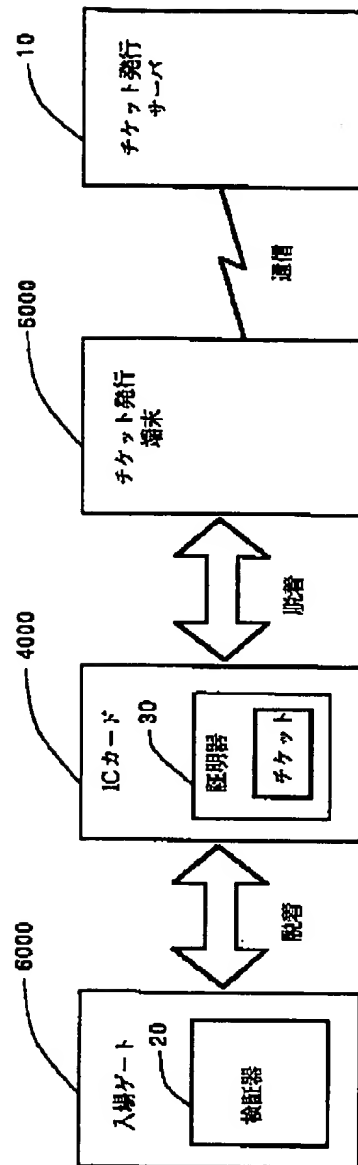 6000
入場ゲート
20
検証器
脱着
4000
ICカード
30
証明器
チケット
脱着
5000
チケット発行
端末
通信
10
チケット発行
サーバ